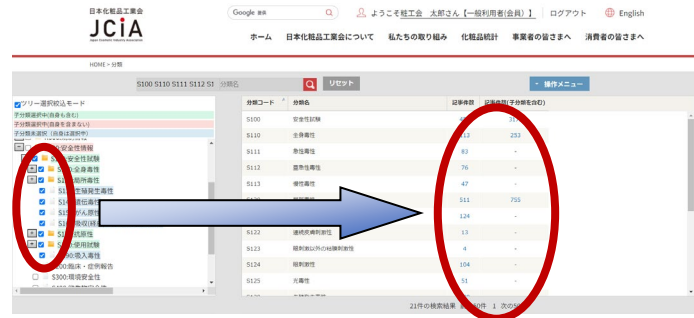 日本化粧品工業会
JCiA
Japan Cosmetic Industry Association
Google 検索
ようこそ粧工会 太郎さん【一般利用者(会員)】
ログアウト
English
ホーム 日本化粧品工業会について 私たちの取り組み 化粧品統計 事業者の皆さまへ 消費者の皆さまへ
HOME > 分類
S100 S110 S111 S112 S1 分類名 リセット 操作メニュー
ツリー選択絞込モード
子分類選択中(自身も含む)
子分類選択中(自身を含まない)
子分類未選択（自身は選択中）
安全性情報
安全性試験
全身毒性
局所毒性
生殖発生毒性
遺伝毒性
がん原性
抗原性
使用試験
吸入毒性
臨床・症例報告
S300:環境安全性
分類コード 分類名 記事件数 記事件数(子分類を含む)
S100 安全性試験
S110 全身毒性 253
S111 急性毒性 83 -
S112 亜急性毒性 76 -
S113 慢性毒性 47 -
511 755
124 -
S122 連続皮膚刺激性 13 -
S123 眼刺激以外の粘膜刺激性 4 -
S124 眼刺激性 104 -
S125 光毒性 51 -
21件の検索結果